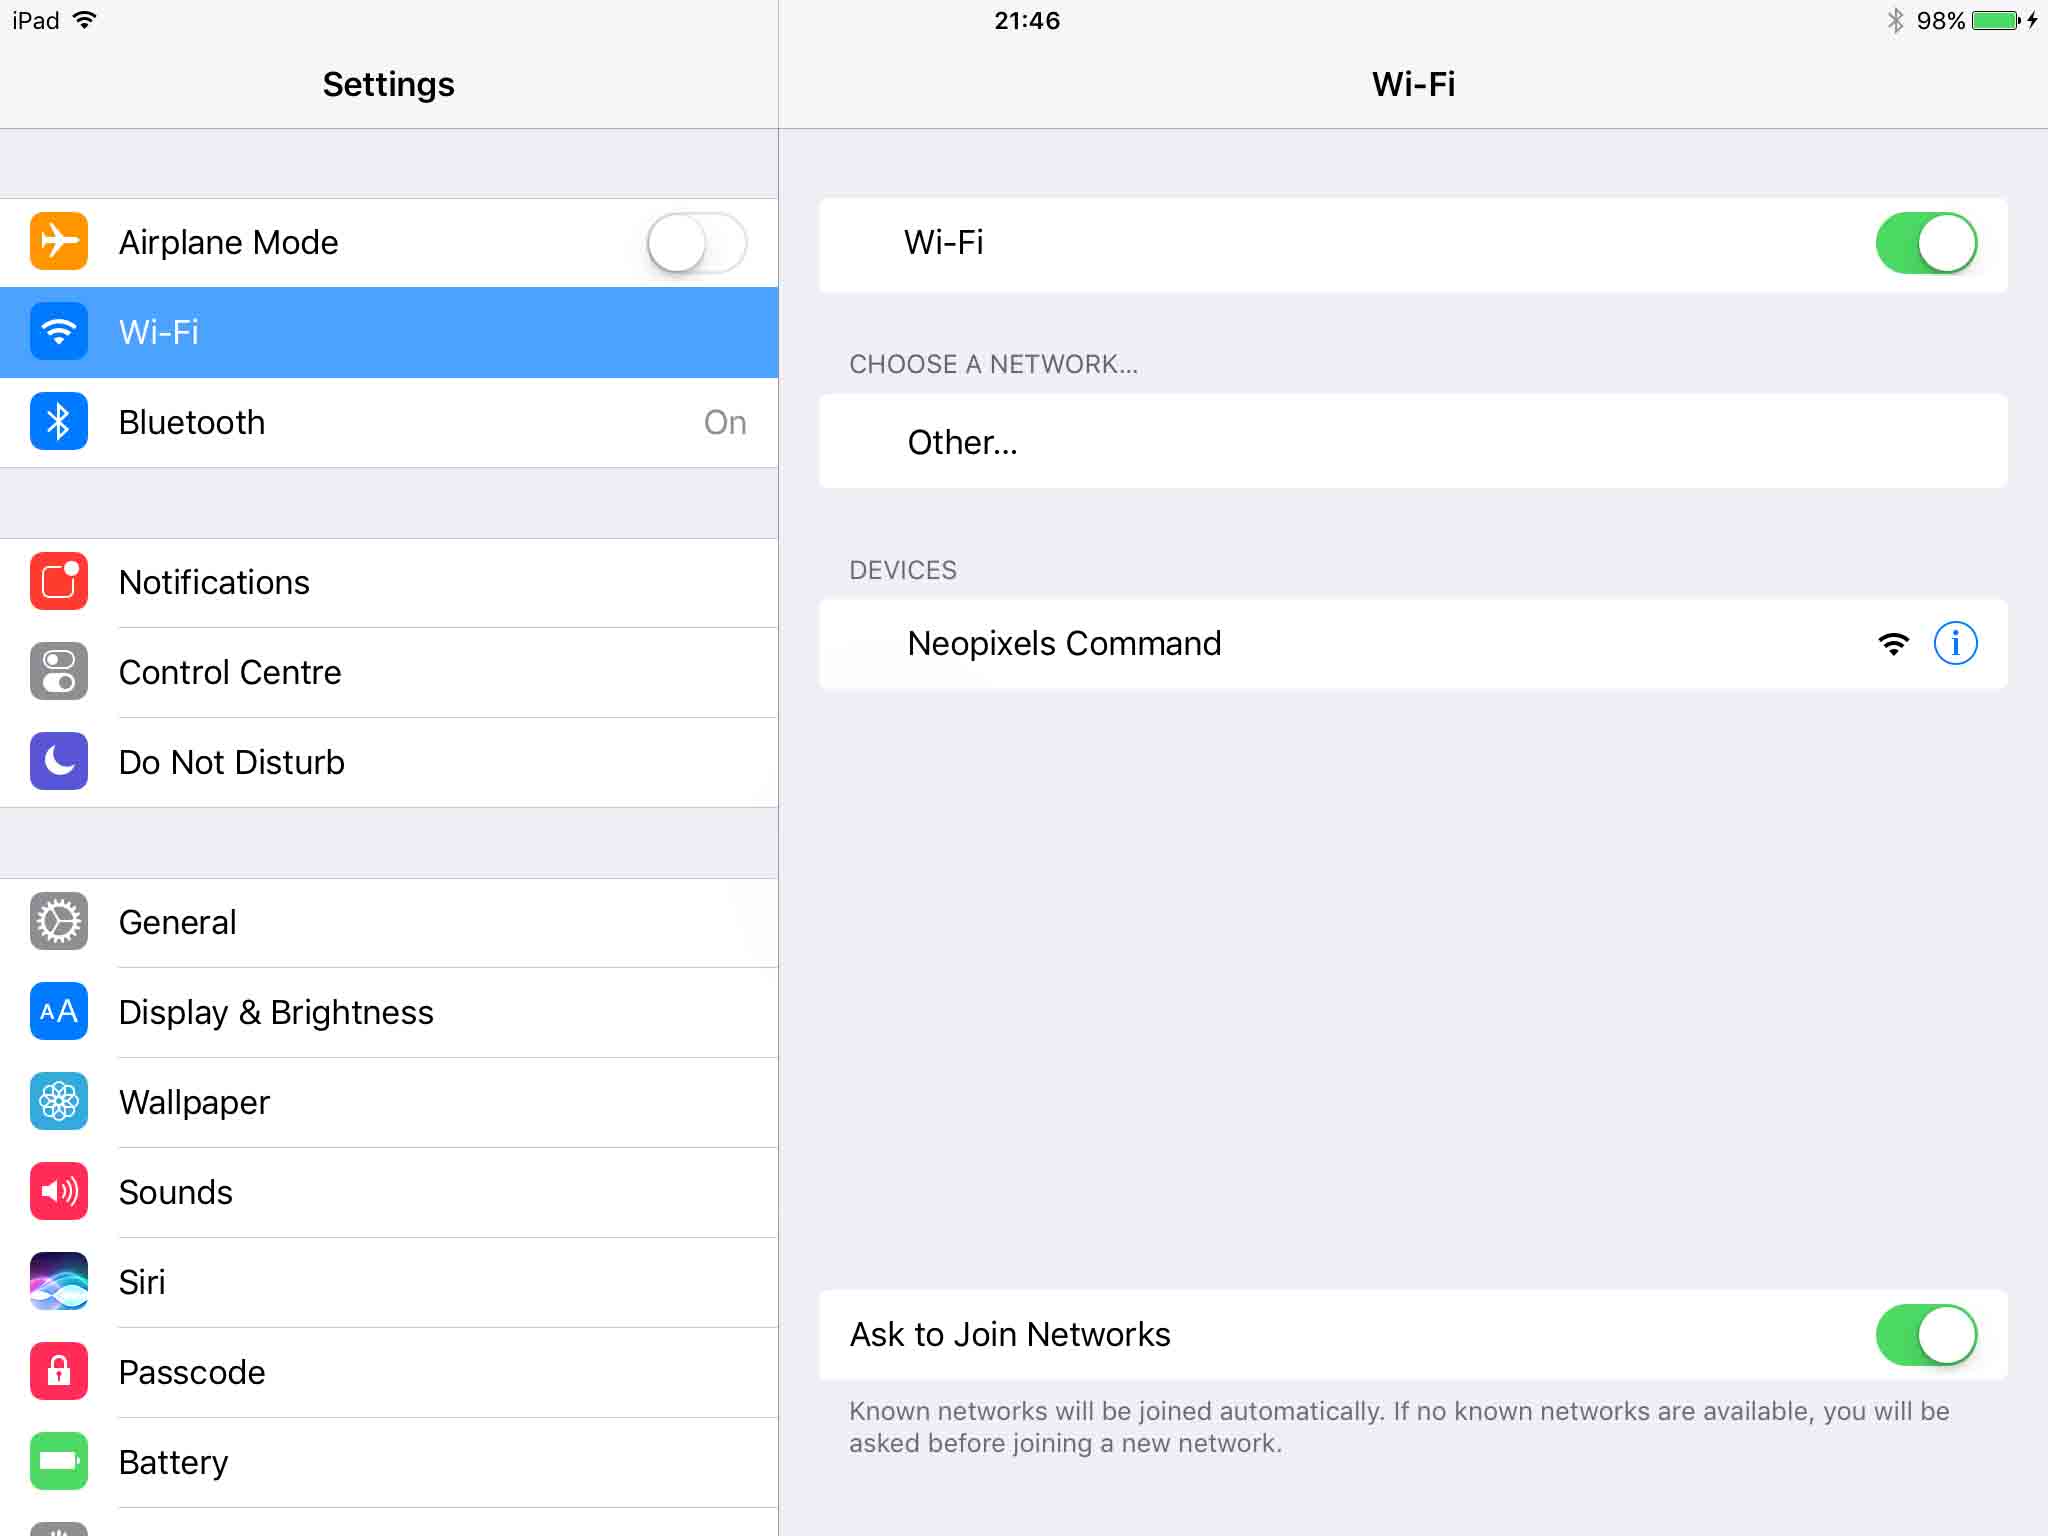 iPad
21:46
98%
Settings
Wi-Fi
Airplane Mode
Wi-Fi
Bluetooth
On
Notifications
Control Centre
Do Not Disturb
General
AA
Display & Brightness
Wallpaper
Sounds
Siri
Passcode
Battery
Wi-Fi
CHOOSE A NETWORK...
Other...
DEVICES
Neopixels Command
i
Ask to Join Networks
Known networks will be joined automatically. If no known networks are available, you will be
asked before joining a new network.